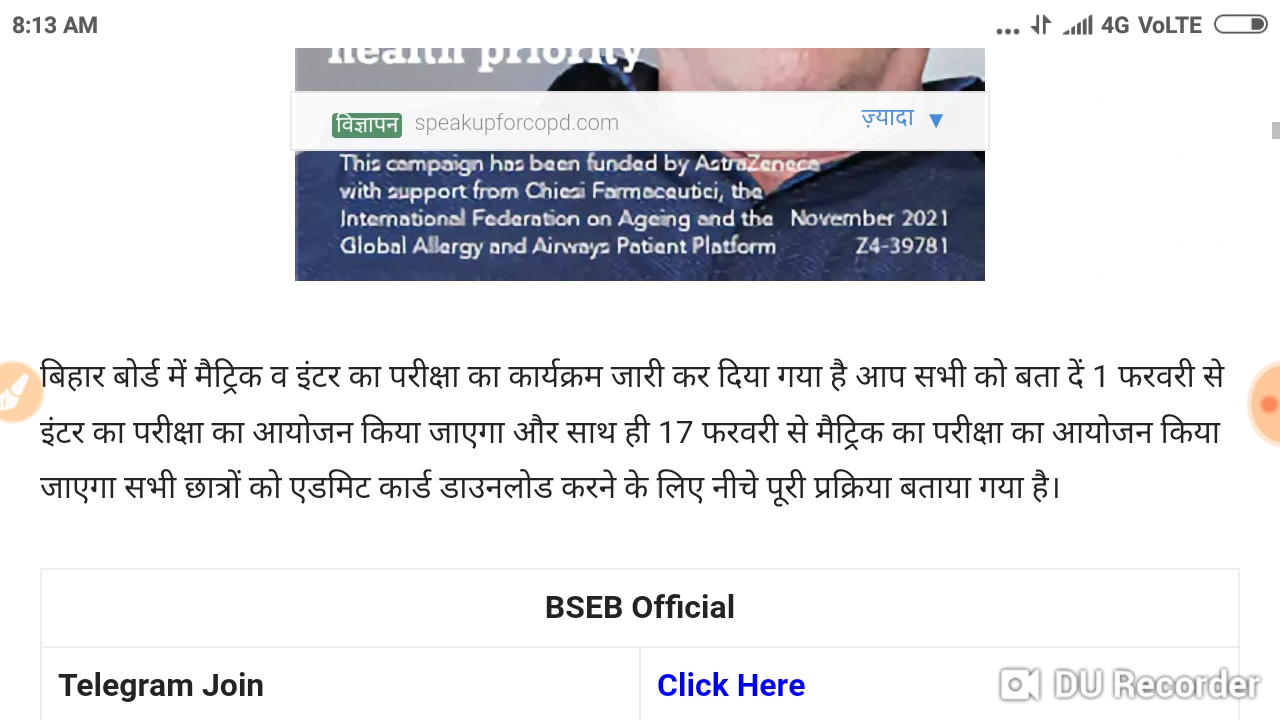 8:13 AM
4G VoLTE
health priority
विज्ञापन speakupforcopd.com ज़्यादा ▼
This campaign has been funded by AstraZeneca
with support from Chiesi Farmaceutici, the
International Federation on Ageing and the November 2021
Global Allergy and Airways Patient Platform Z4-39781
बिहार बोर्ड में मैट्रिक व इंटर का परीक्षा का कार्यक्रम जारी कर दिया गया है आप सभी को बता दें 1 फरवरी से
इंटर का परीक्षा का आयोजन किया जाएगा और साथ ही 17 फरवरी से मैट्रिक का परीक्षा का आयोजन किया
जाएगा सभी छात्रों को एडमिट कार्ड डाउनलोड करने के लिए नीचे पूरी प्रक्रिया बताया गया है।
BSEB Official
Telegram Join Click Here
DU Recorder